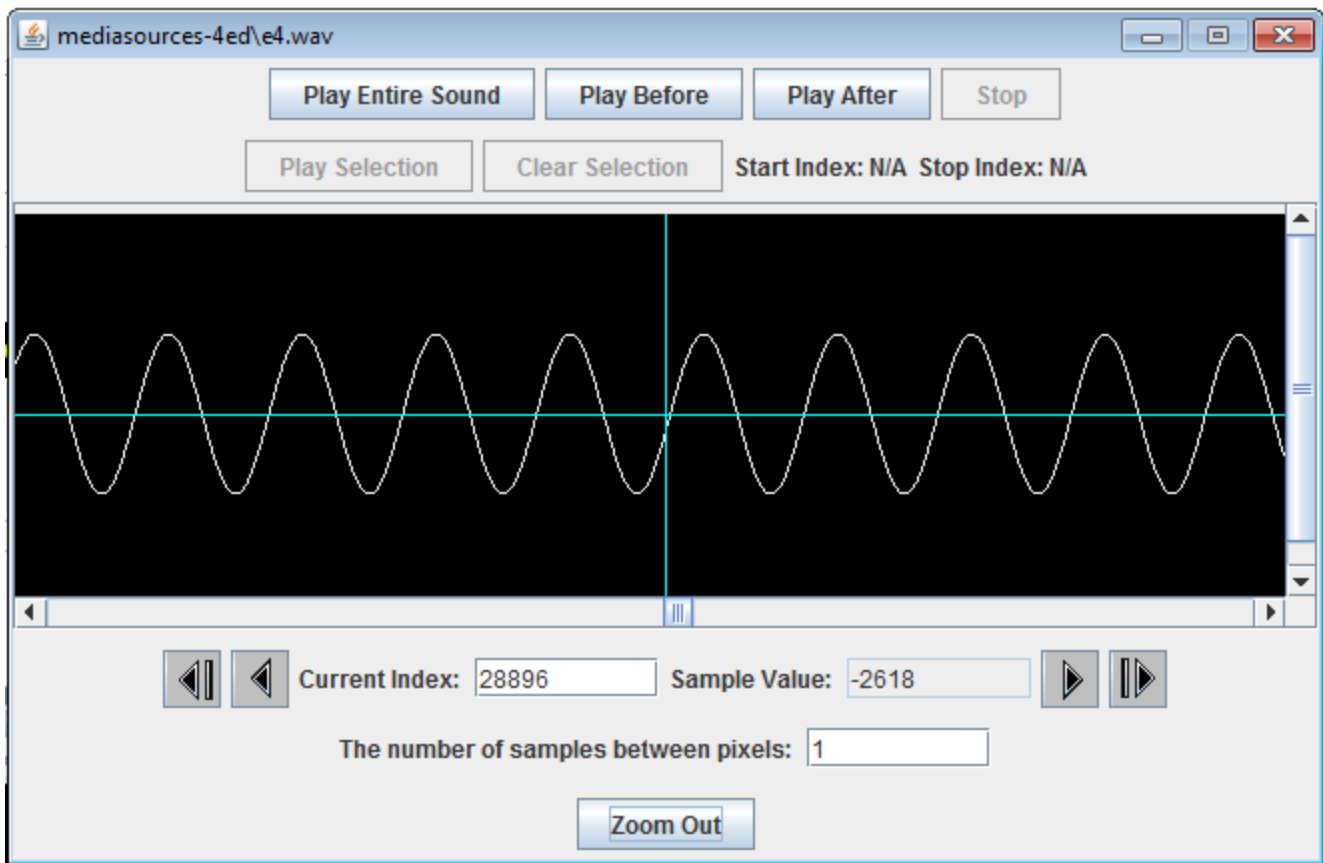 mediasources-4ed\e4.wav
Play Entire Sound Play Before Play After Stop
Play Selection Clear Selection Start Index: N/A Stop Index: N/A
Current Index: 28896 Sample Value: -2618
The number of samples between pixels: 1
Zoom Out